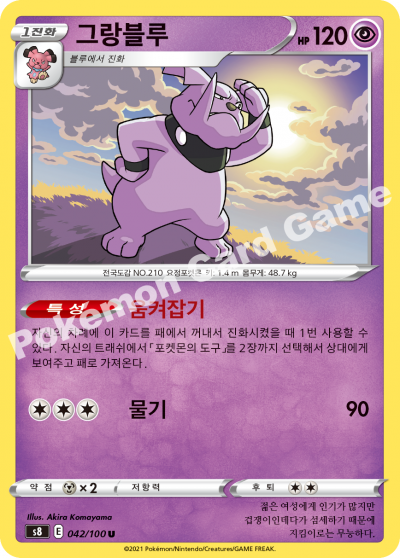 1진화
그랑블루
HP 120
블루에서 진화
전국도감 NO.210 요정포켓몬 키: 1.4 m 몸무게: 48.7 kg
특성 움켜잡기
자신의 차례에 이 카드를 패에서 꺼내서 진화시켰을 때 1번 사용할 수
있다. 자신의 트래쉬에서 「포켓몬의 도구」를 2장까지 선택해서 상대에게
보여주고 패로 가져온다.
물기 90
약점 ×2 저항력 후퇴
Illus. Akira Komayama
s8 E 042/100 U
젊은 여성에게 인기가 많지만
겁쟁이인데다가 섬세하기 때문에
지킴이로는 무능하다.
©2021 Pokémon/Nintendo/Creatures/GAME FREAK.
Pokémon Card Game